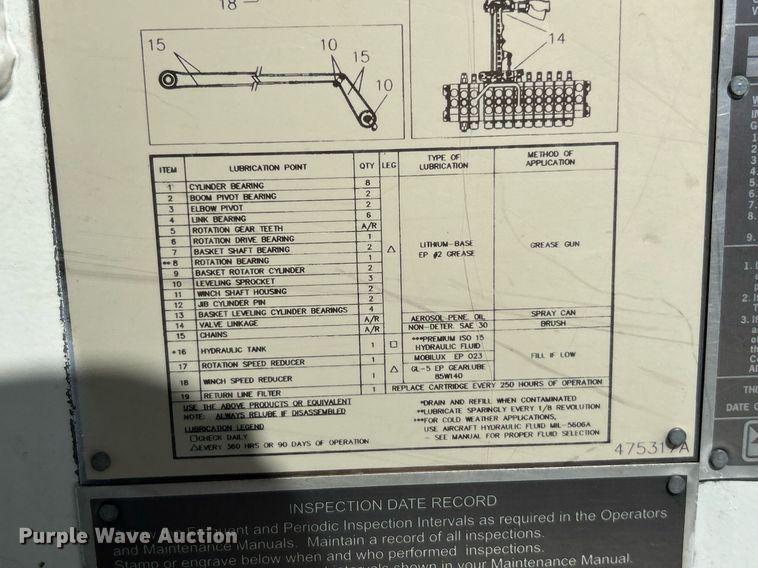 18
15
10
15
10
14
ITEM LUBRICATION POINT QTY LEG TYPE OF LUBRICATION METHOD OF APPLICATION
1 CYLINDER BEARING 8
2 BOOM PIVOT BEARING 2
3 ELBOW PIVOT 2
4 LINK BEARING 6
5 ROTATION GEAR TEETH A/R
6 ROTATION DRIVE BEARING 1
7 BASKET SHAFT BEARING 2
**8 ROTATION BEARING 1
9 BASKET ROTATOR CYLINDER 2
10 LEVELING SPROCKET 3
11 WINCH SHAFT HOUSING 2
12 JIB CYLINDER PIN 2
13 BASKET LEVELING CYLINDER BEARINGS 4
△ LITHIUM-BASE EP #2 GREASE GREASE GUN
14 VALVE LINKAGE A/R AEROSOL PENE. OIL SPRAY CAN
15 CHAINS A/R NON-DETER. SAE 30 BRUSH
*16 HYDRAULIC TANK 1 □ ***PREMIUM ISO 15 HYDRAULIC FLUID
17 ROTATION SPEED REDUCER 1 MOBILUX EP 023
18 WINCH SPEED REDUCER 1 △ GL-5 EP GEARLUBE 85W140
FILL IF LOW
19 RETURN LINE FILTER 1 REPLACE CARTRIDGE EVERY 250 HOURS OF OPERATION
USE THE ABOVE PRODUCTS OR EQUIVALENT
NOTE: ALWAYS RELUBE IF DISASSEMBLED
LUBRICATION LEGEND
□CHECK DAILY
△EVERY 360 HRS OR 90 DAYS OF OPERATION
*DRAIN AND REFILL WHEN CONTAMINATED
**LUBRICATE SPARINGLY EVERY 1/8 REVOLUTION
***FOR COLD WEATHER APPLICATIONS,
USE AIRCRAFT HYDRAULIC FLUID MIL-5606A
- SEE MANUAL FOR PROPER FLUID SELECTION
475317A
INSPECTION DATE RECORD
Frequent and Periodic Inspection Intervals as required in the Operators
and Maintenance Manuals. Maintain a record of all inspections.
Stamp or engrave below when and who performed inspections.
intervals shown in your Maintenance Manual.
Purple Wave Auction